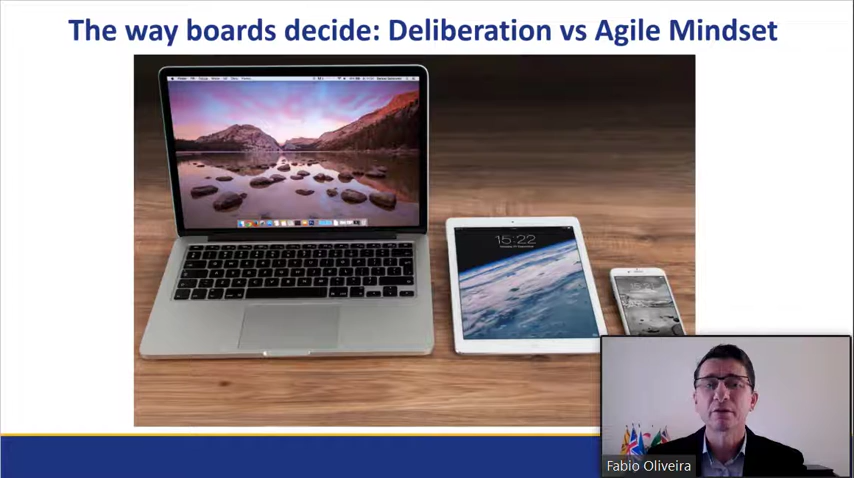 The way boards decide: Deliberation vs Agile Mindset
15:22
Fabio Oliveira